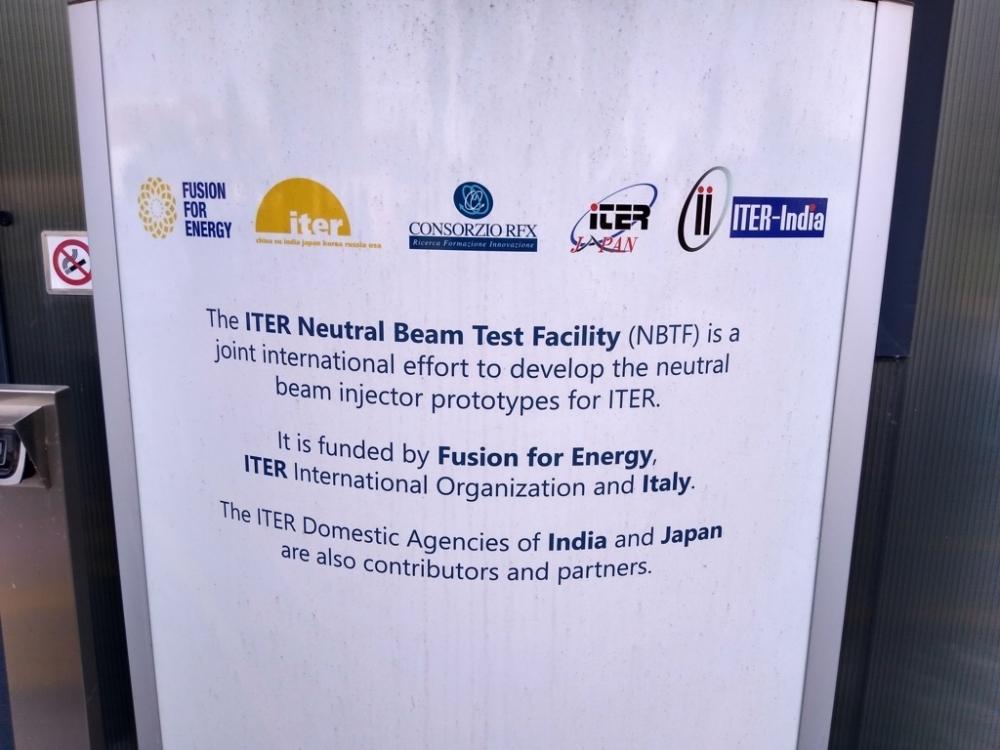 FUSION
FOR
ENERGY
iter
china eu india japan korea russia usa
CONSORZIO RFX
Ricerca Formazione Innovazione
iTER
JAPAN
ii
ITER-India
The ITER Neutral Beam Test Facility (NBTF) is a
joint international effort to develop the neutral
beam injector prototypes for ITER.
It is funded by Fusion for Energy,
ITER International Organization and Italy.
The ITER Domestic Agencies of India and Japan
are also contributors and partners.